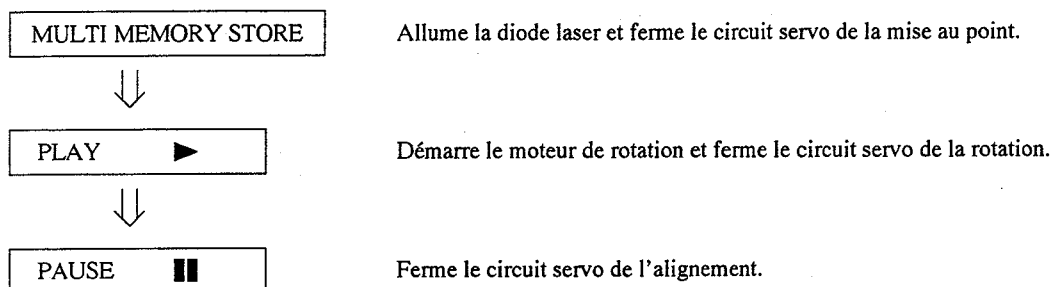 MULTI MEMORY STORE Allume la diode laser et ferme le circuit servo de la mise au point.
PLAY ► Démarre le moteur de rotation et ferme le circuit servo de la rotation.
PAUSE Ferme le circuit servo de l'alignement.